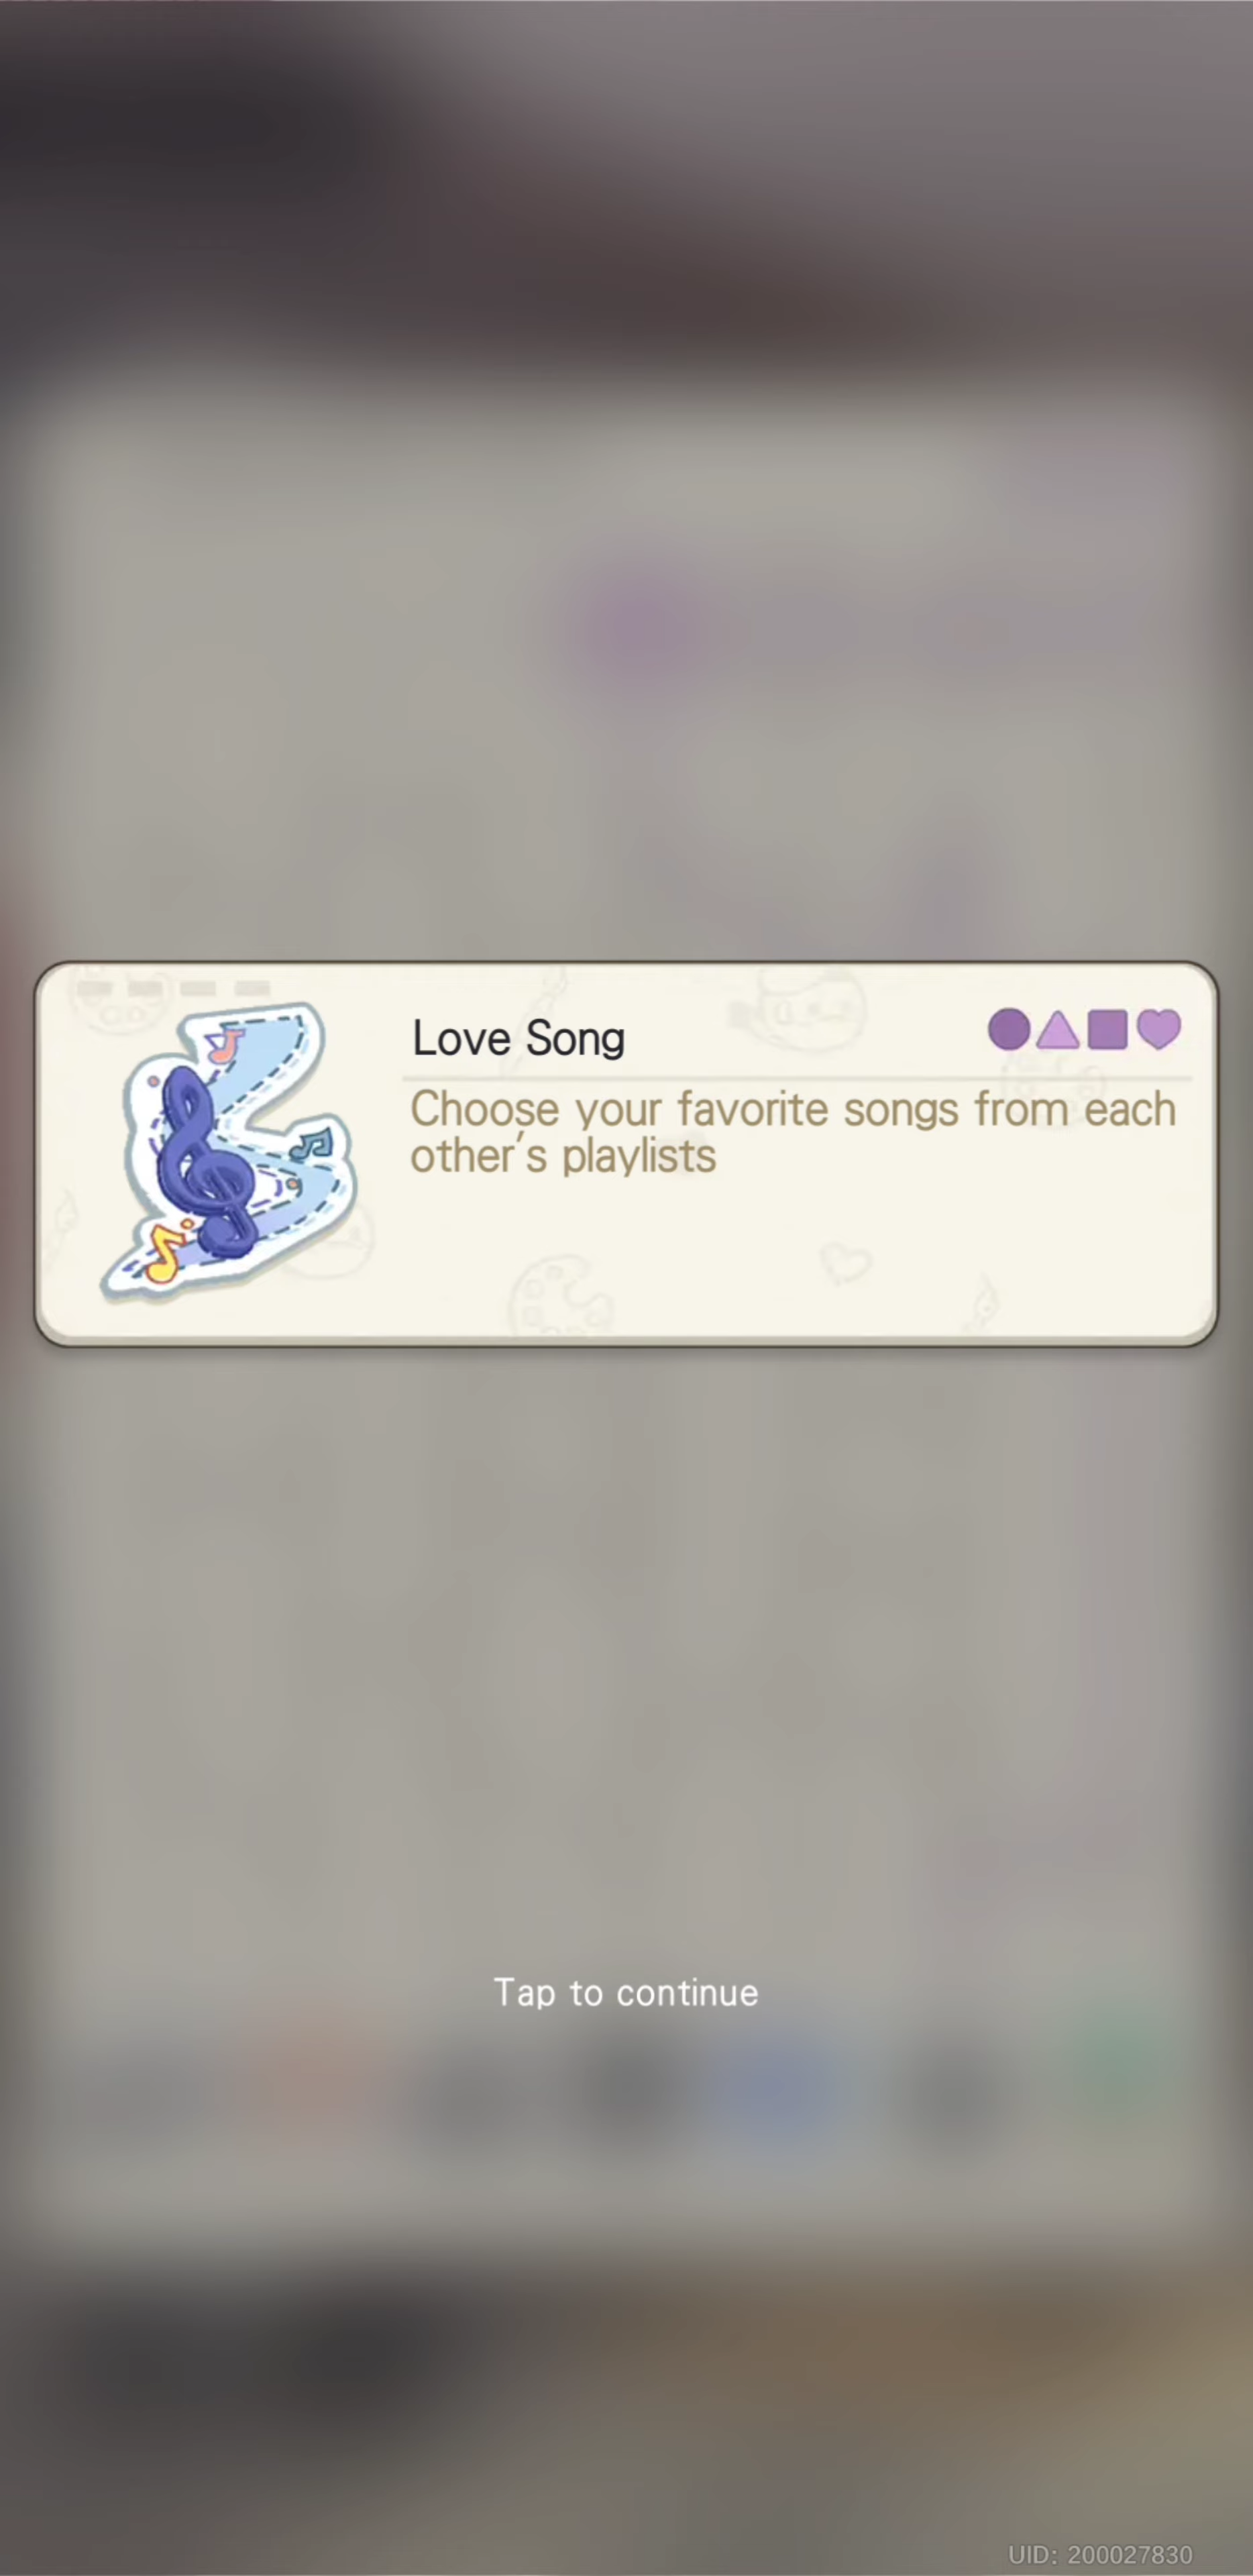 Love Song
Choose your favorite songs from each
other's playlists
Tap to continue
UID: 200027830